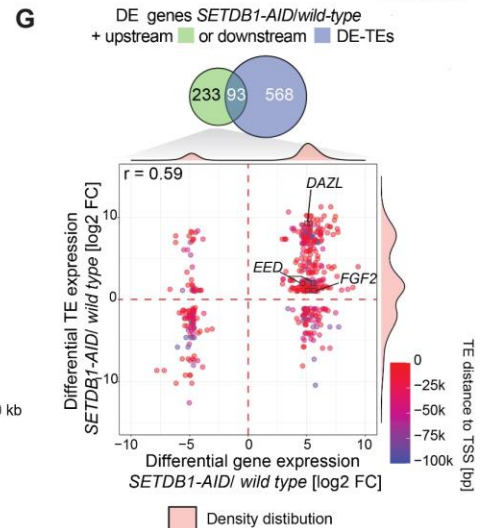 G
DE genes SETDB1-AID/wild-type
+ upstream or downstream DE-TEs
233 93 568
r = 0.59
DAZL
EED
FGF2
10
0
−10
−10 −5 0 5 10
Differential TE expression
SETDB1-AID/ wild type [log2 FC]
Differential gene expression
SETDB1-AID/ wild type [log2 FC]
0
−25k
−50k
−75k
−100k
TE distance to TSS [bp]
kb
Density distibution